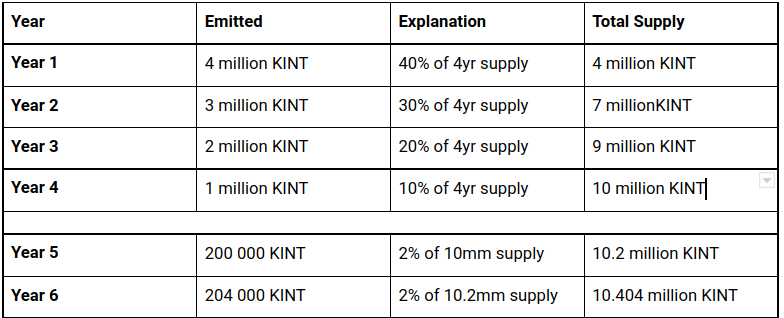 Year Emitted Explanation Total Supply
Year 1 4 million KINT 40% of 4yr supply 4 million KINT
Year 2 3 million KINT 30% of 4yr supply 7 millionKINT
Year 3 2 million KINT 20% of 4yr supply 9 million KINT
Year 4 1 million KINT 10% of 4yr supply 10 million KINT
Year 5 200 000 KINT 2% of 10mm supply 10.2 million KINT
Year 6 204 000 KINT 2% of 10.2mm supply 10.404 million KINT